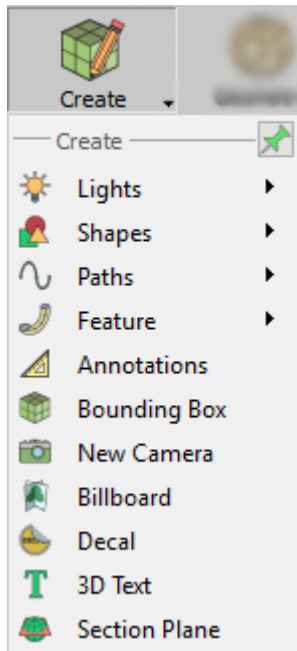 Create
Create
Lights
Shapes
Paths
Feature
Annotations
Bounding Box
New Camera
Billboard
Decal
3D Text
Section Plane